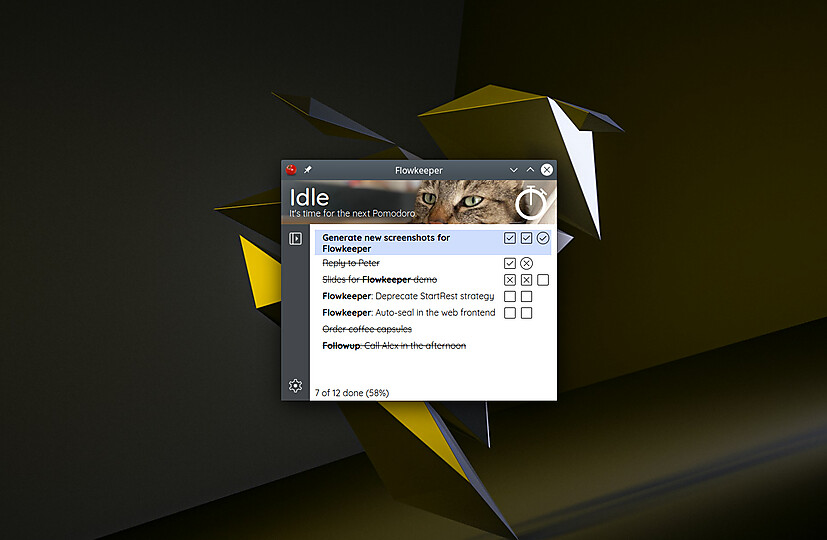 Flowkeeper
Idle
It's time for the next Pomodoro.
Generate new screenshots for
Flowkeeper
Reply to Peter
Slides for Flowkeeper demo
Flowkeeper: Deprecate StartRest strategy
Flowkeeper: Auto-seal in the web frontend
Order coffee capsules
Followup: Call Alex in the afternoon
7 of 12 done (58%)